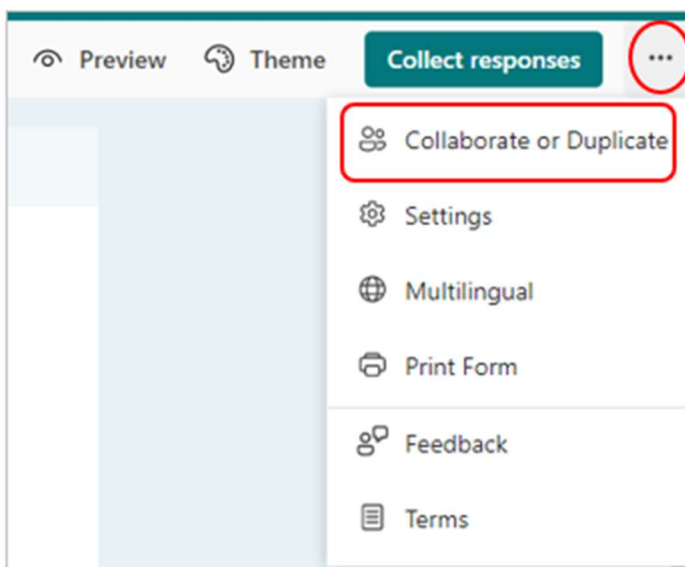 Preview Theme Collect responses ...
Collaborate or Duplicate
Settings
Multilingual
Print Form
Feedback
Terms